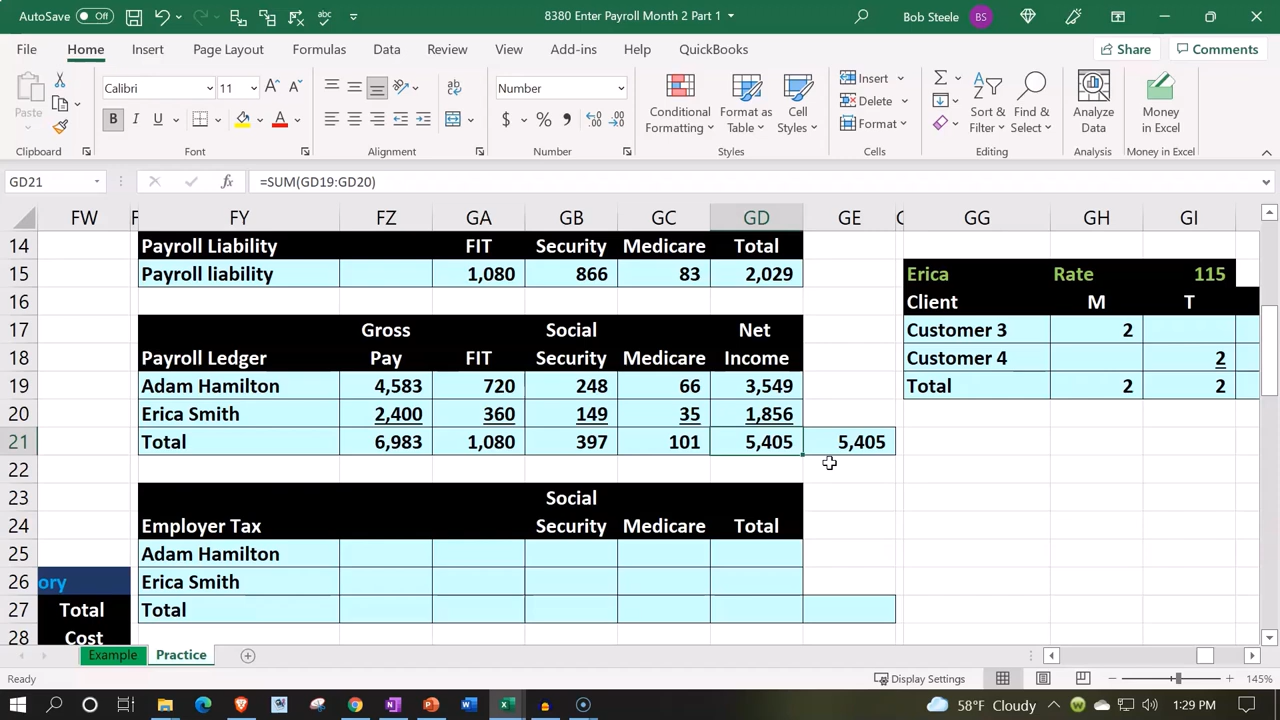 AutoSave Off 8380 Enter Payroll Month 2 Part 1 Bob Steele BS
File Home Insert Page Layout Formulas Data Review View Add-ins Help QuickBooks Share Comments
Paste Calibri 11 Number Conditional Formatting Format as Table Cell Styles Insert Delete Format Sort & Filter Find & Select Analyze Data Money in Excel
Clipboard Font Alignment Number Styles Cells Editing Analysis Money in Excel
GD21 fx =SUM(GD19:GD20)
FW F FY FZ GA GB GC GD GE GG GH GI
14 Payroll Liability FIT Security Medicare Total
15 Payroll liability 1,080 866 83 2,029 Erica Rate 115
16 Client M T
17 Gross Social Net Customer 3 2
18 Payroll Ledger Pay FIT Security Medicare Income Customer 4 2
19 Adam Hamilton 4,583 720 248 66 3,549 Total 2 2
20 Erica Smith 2,400 360 149 35 1,856
21 Total 6,983 1,080 397 101 5,405 5,405
22
23 Social
24 Employer Tax Security Medicare Total
25 Adam Hamilton
26 ory Erica Smith
27 Total Total
28 Cost
Example Practice
Ready Display Settings 145%
58°F Cloudy 1:29 PM